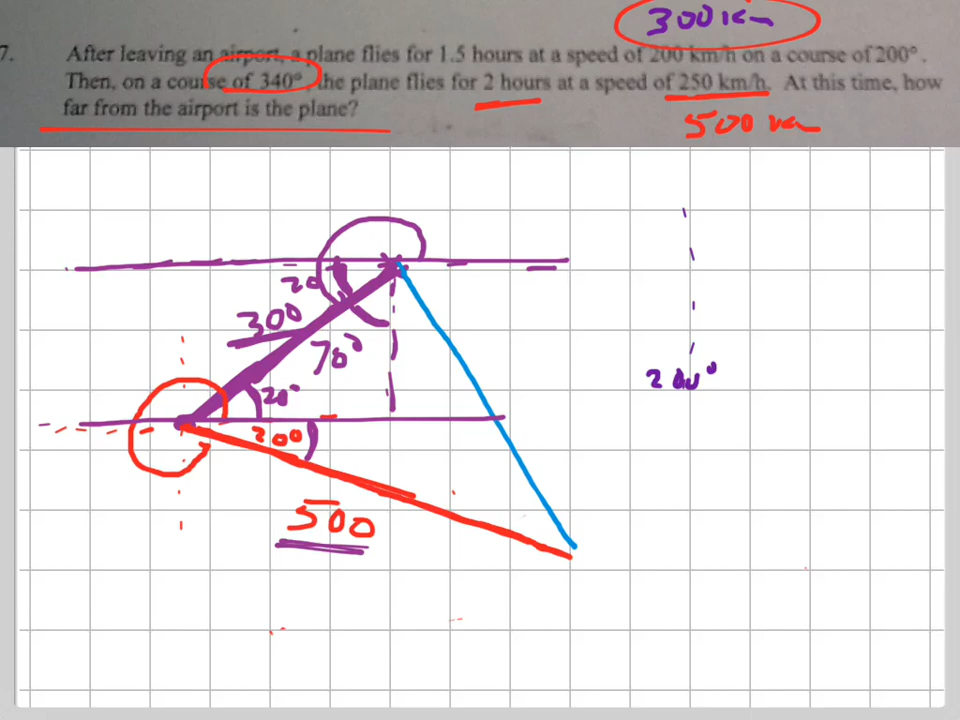 300 km
7. After leaving an airport, a plane flies for 1.5 hours at a speed of 200 km/h on a course of 200°.
Then, on a course of 340°, the plane flies for 2 hours at a speed of 250 km/h. At this time, how
far from the airport is the plane?
500 km
20
300
70°
200°
20°
200
500